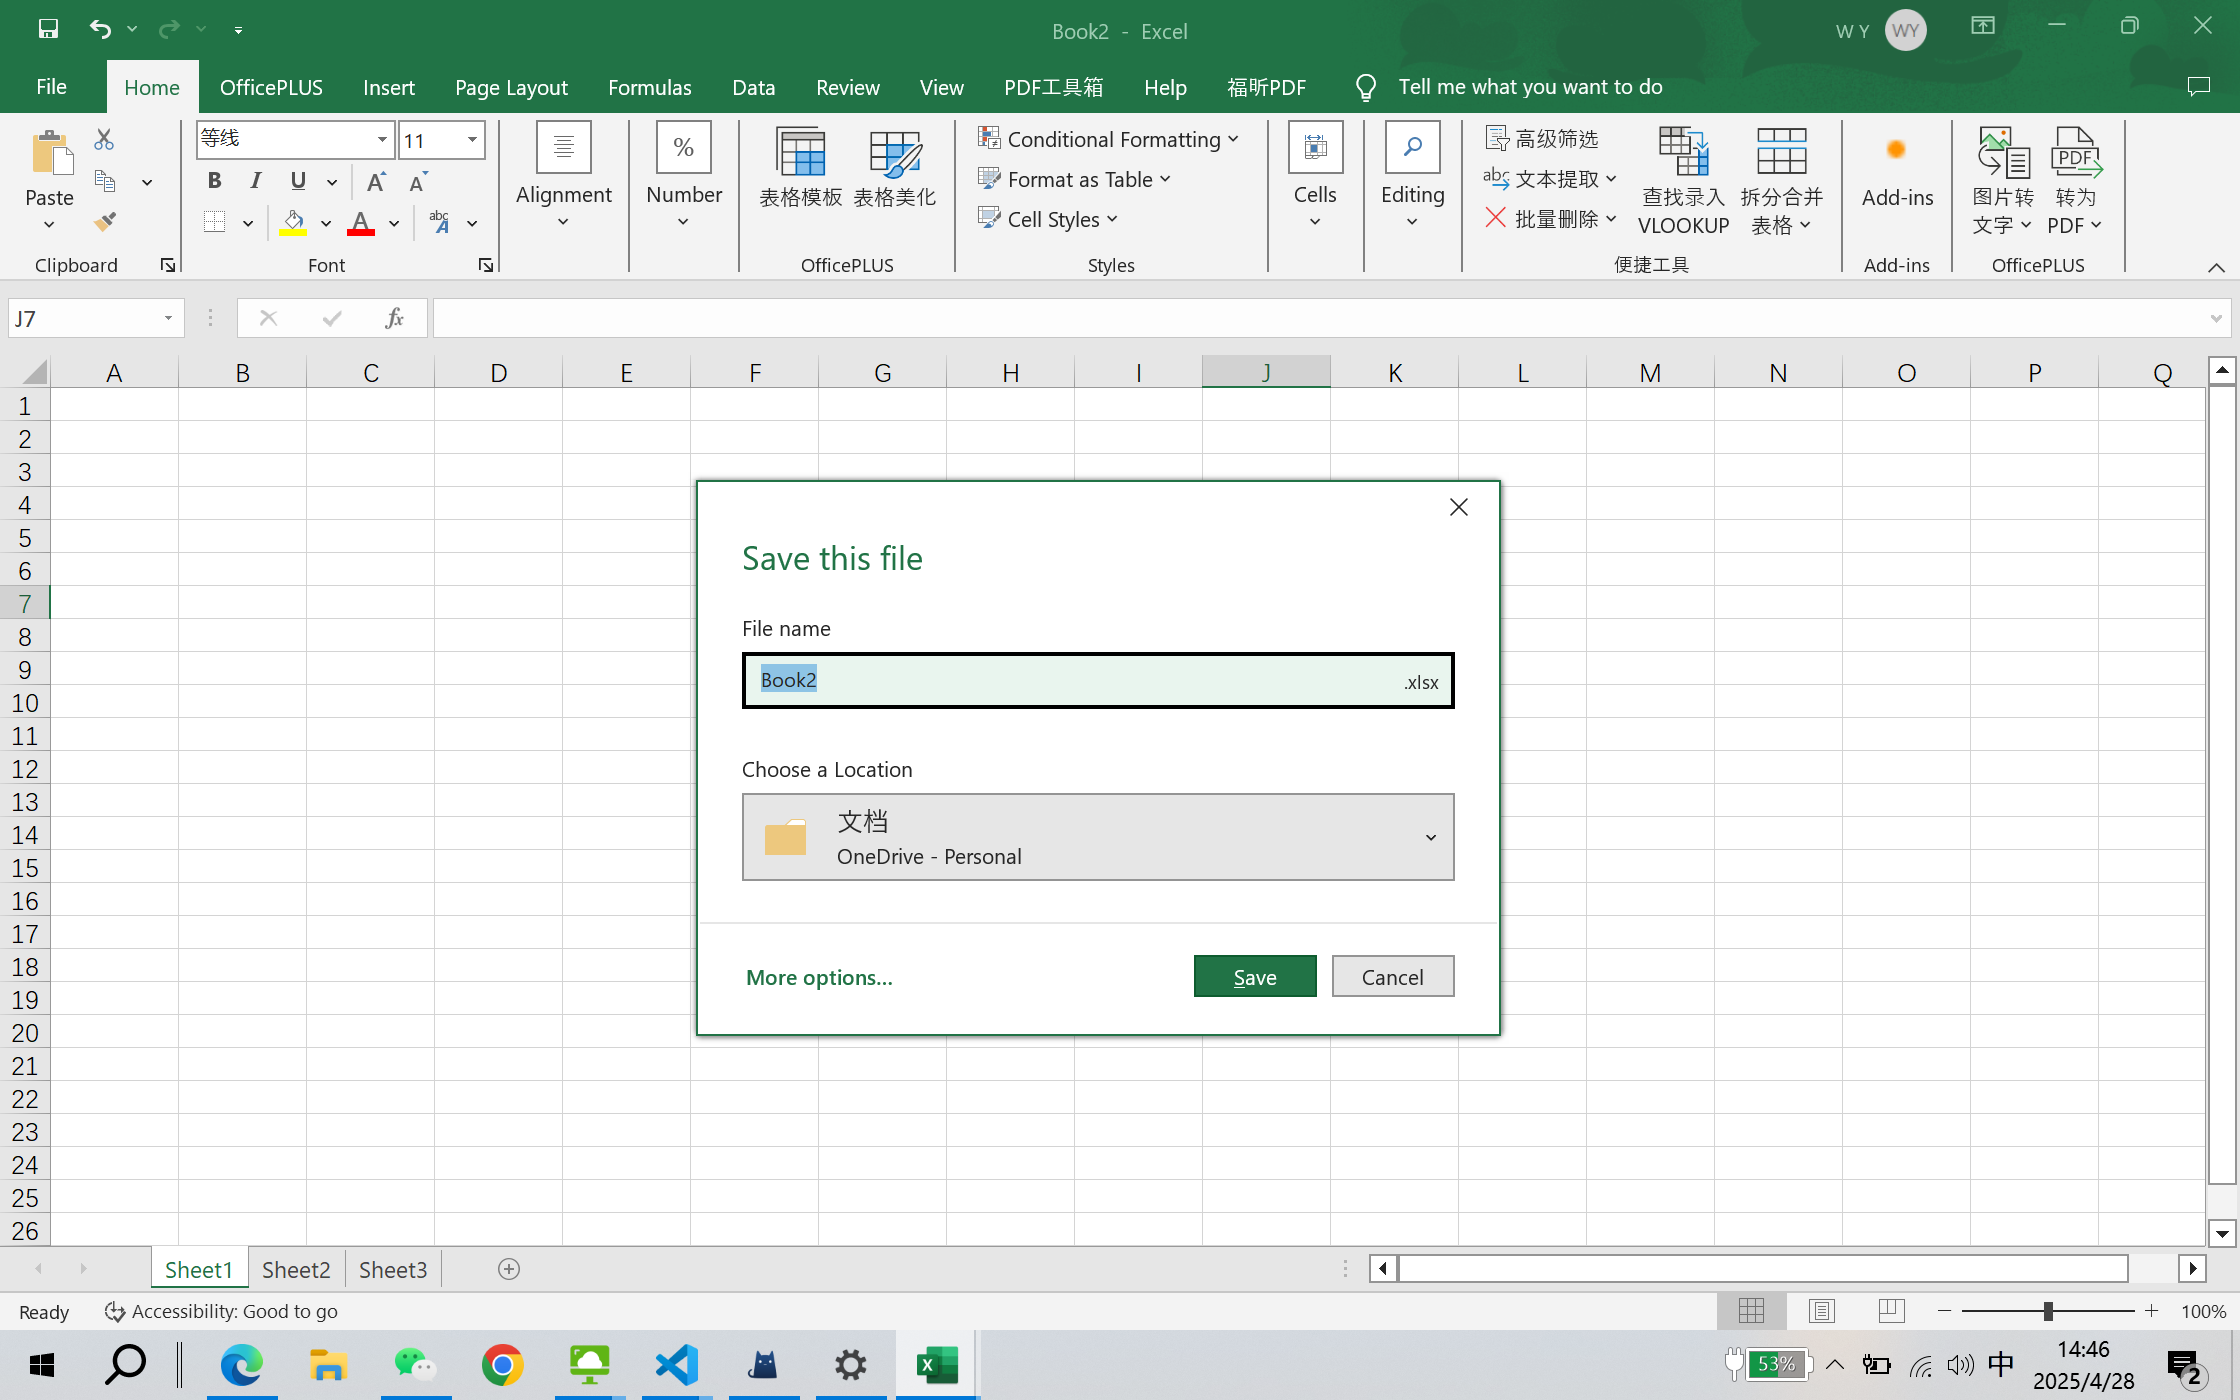 Book2 - Excel
W Y WY
File Home OfficePLUS Insert Page Layout Formulas Data Review View PDF工具箱 Help 福昕PDF Tell me what you want to do
Paste
Clipboard
等线 11
B I U A A
A abc A
Font
Alignment
%
Number
表格模板 表格美化
OfficePLUS
Conditional Formatting
Format as Table
Cell Styles
Styles
Cells
Editing
高级筛选
abc 文本提取
批量删除
查找录入
VLOOKUP
拆分合并
表格
便捷工具
Add-ins
Add-ins
图片转
文字
PDF
转为
PDF
OfficePLUS
J7 fx
A B C D E F G H I J K L M N O P Q
1
2
3
4
5
6
7
8
9
10
11
12
13
14
15
16
17
18
19
20
21
22
23
24
25
26
Save this file
File name
Book2 .xlsx
Choose a Location
文档
OneDrive - Personal
More options...
Save
Cancel
Sheet1 Sheet2 Sheet3
Ready Accessibility: Good to go 100%
53% 中
14:46
2025/4/28
2